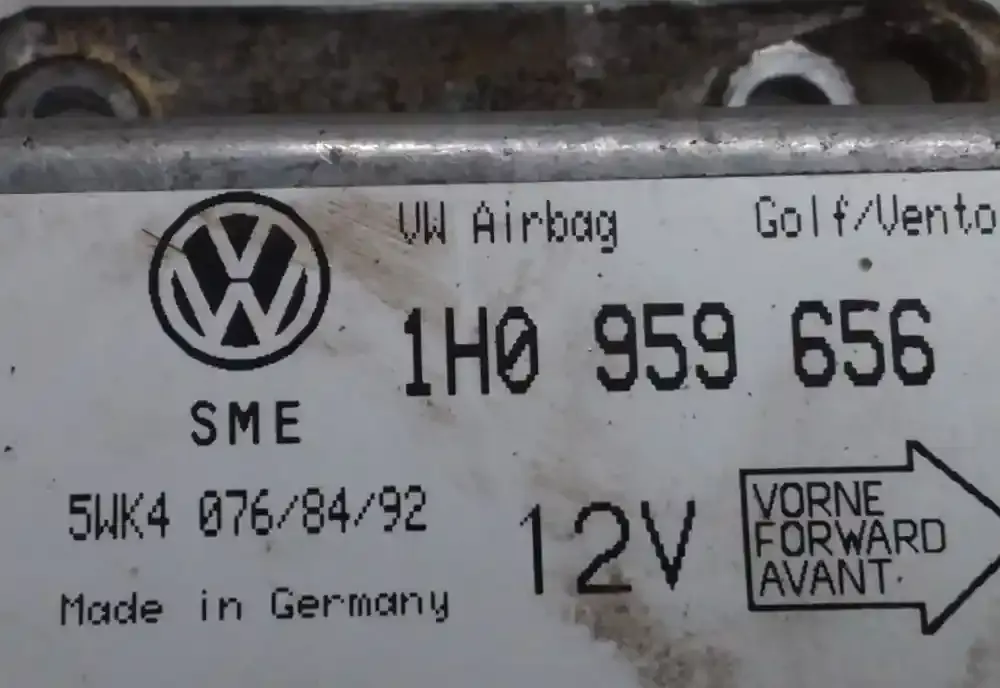 VW Airbag Golf/Vento
1H0 959 656
SME
5WK4 076/84/92
12V
VORNE
FORWARD
AVANT
Made in Germany